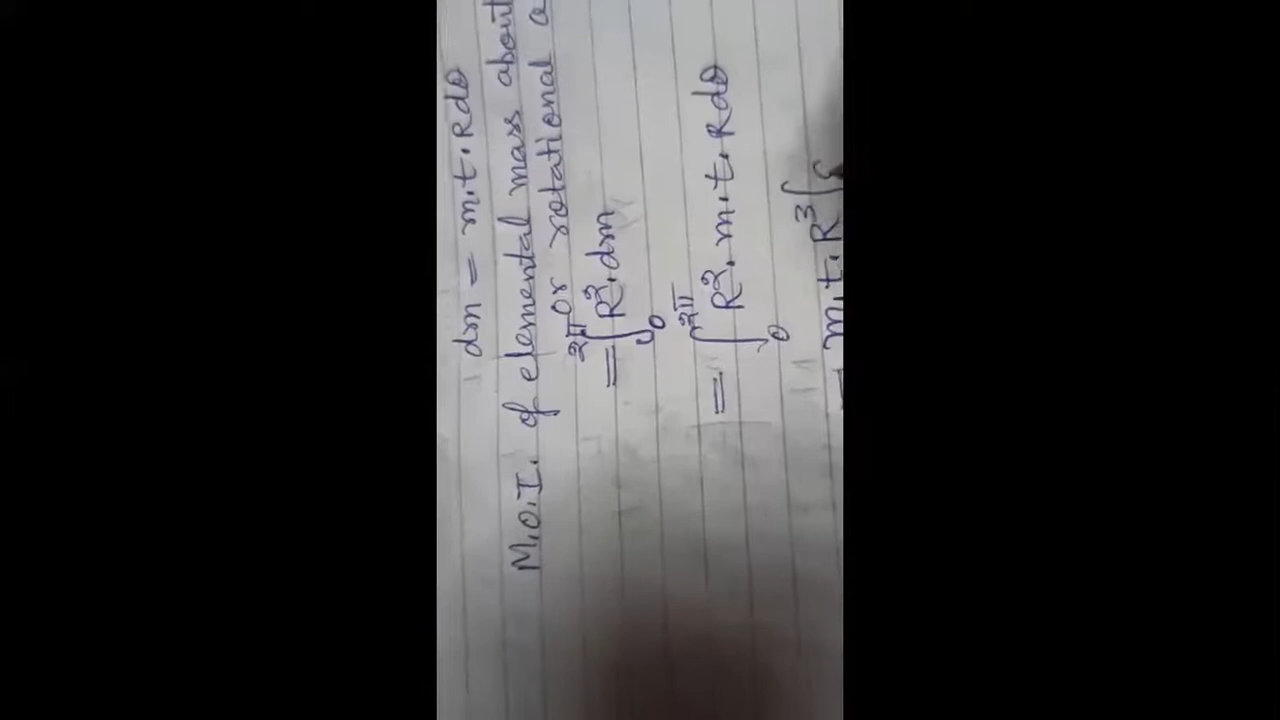 dm = m.t.Rdθ
M.O.I. of elemental mass about
or rotational a
= ∫₀^2π R².dm
= ∫₀^2π R².m.t.Rdθ
= m.t.R³ ∫